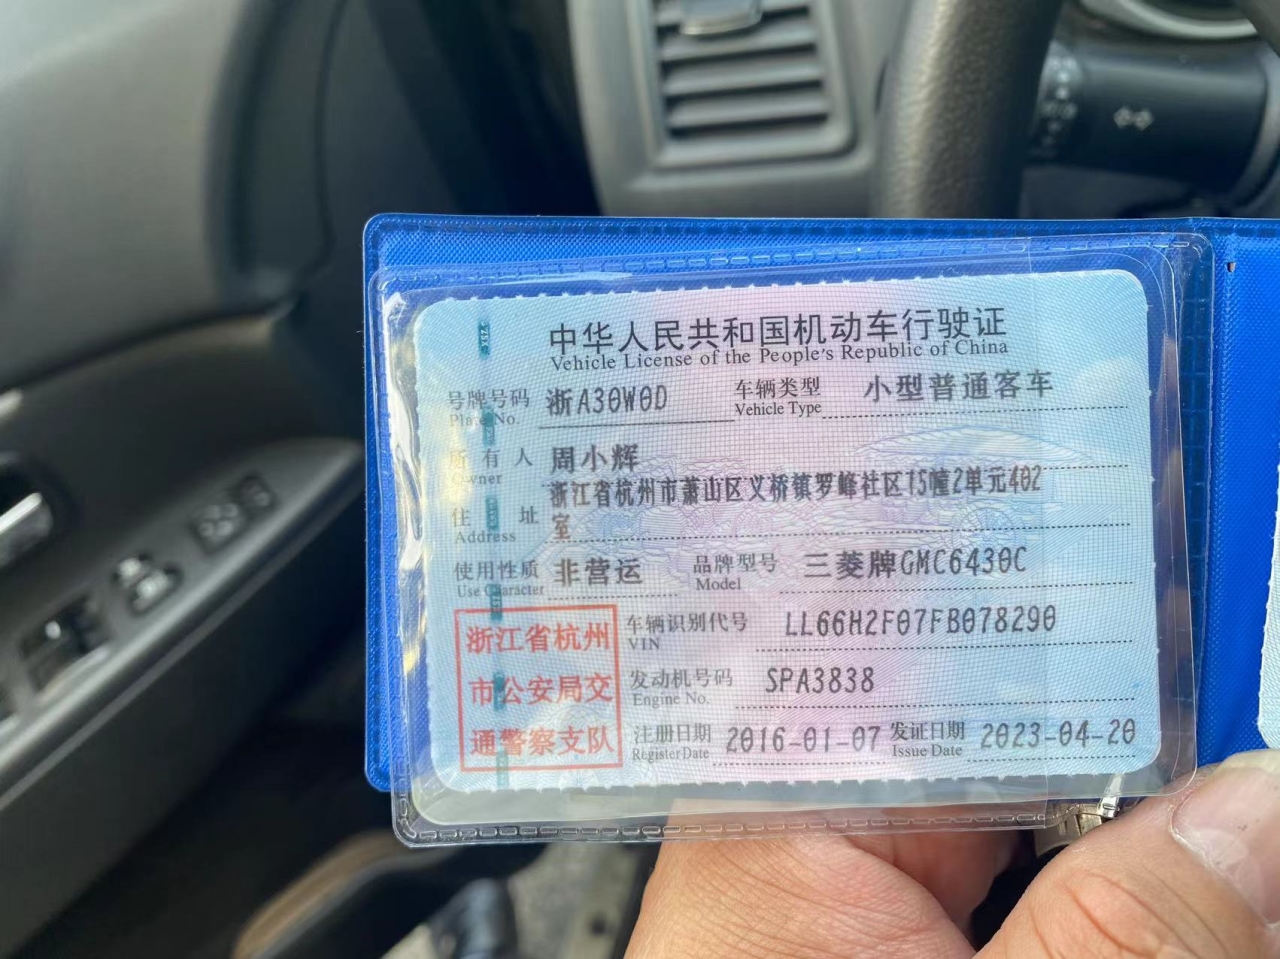 中华人民共和国机动车行驶证
Vehicle License of the People's Republic of China
号牌号码 浙A30W0D 车辆类型 小型普通客车
Plate No. Vehicle Type
所有人 周小辉
Owner
浙江省杭州市萧山区义桥镇罗峰社区15幢2单元402
住址 室
Address
使用性质 非营运 品牌型号 三菱牌GMC6430C
Use Character Model
浙江省杭州 车辆识别代号 LL66H2F07FB078290
VIN
市公安局交 发动机号码 SPA3838
Engine No.
通警察支队 注册日期 2016-01-07 发证日期 2023-04-20
Register Date Issue Date